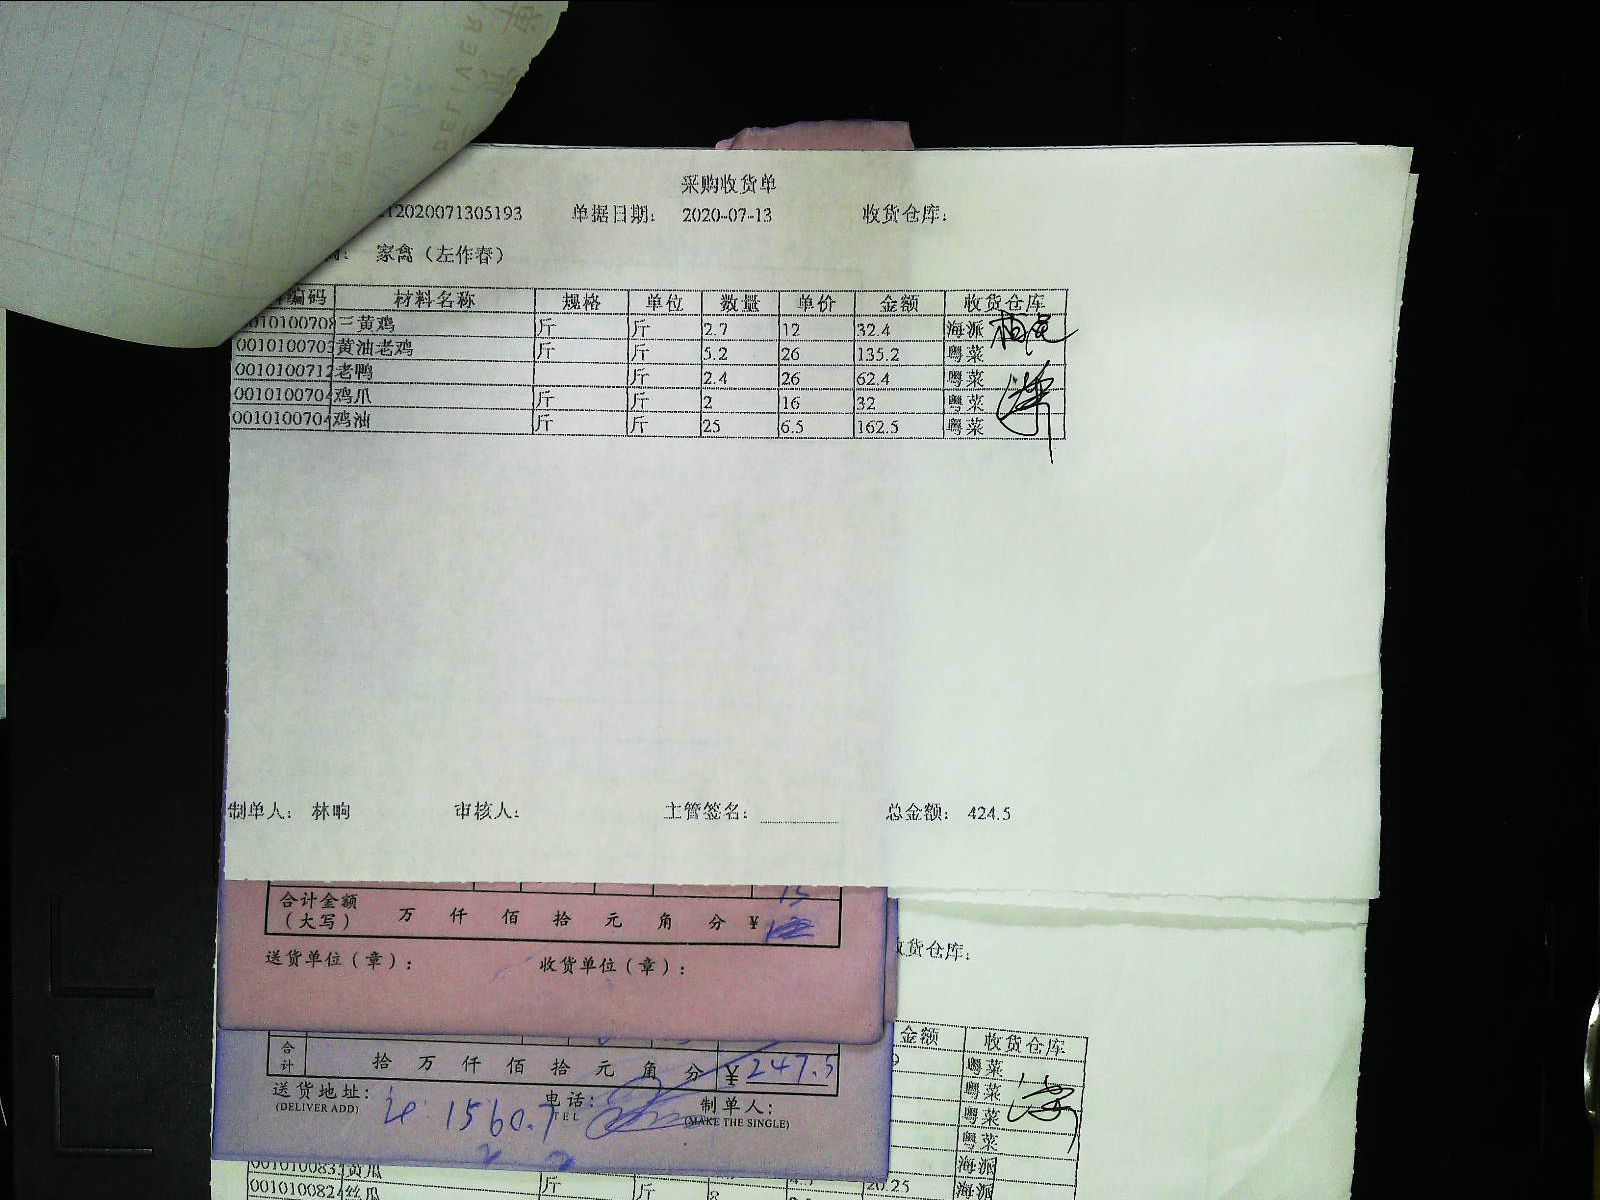 采购收货单
12020071305193 单据日期： 2020-07-13 收货仓库：
家禽（左作春）
编码 材料名称 规格 单位 数量 单价 金额 收货仓库
0010100708 三黄鸡 斤 斤 2.7 12 32.4 海派
0010100703 黄油老鸡 斤 斤 5.2 26 135.2 粤菜
0010100712 老鸭 斤 2.4 26 62.4 粤菜
001010070 鸡爪 斤 斤 2 16 32 粤菜
001010070 鸡油 斤 斤 25 6.5 162.5 粤菜
制单人： 林响 审核人： 主管签名： 总金额： 424.5
合计金额
（大写） 万 仟 佰 拾 元 角 分 ¥
送货单位（章）： 收货单位（章）：
收货仓库：
金额 收货仓库
粤菜
粤菜
粤菜
粤菜
海派
合计 拾 万 仟 佰 拾 元 角 分 ¥ 247.5
送货地址： 电话： 制单人：
(DELIVER ADD) TEL (MAKE THE SINGLE)
1560.7
001010083 黄瓜
001010082 丝瓜 斤 斤 20.25 海派
DELIVER